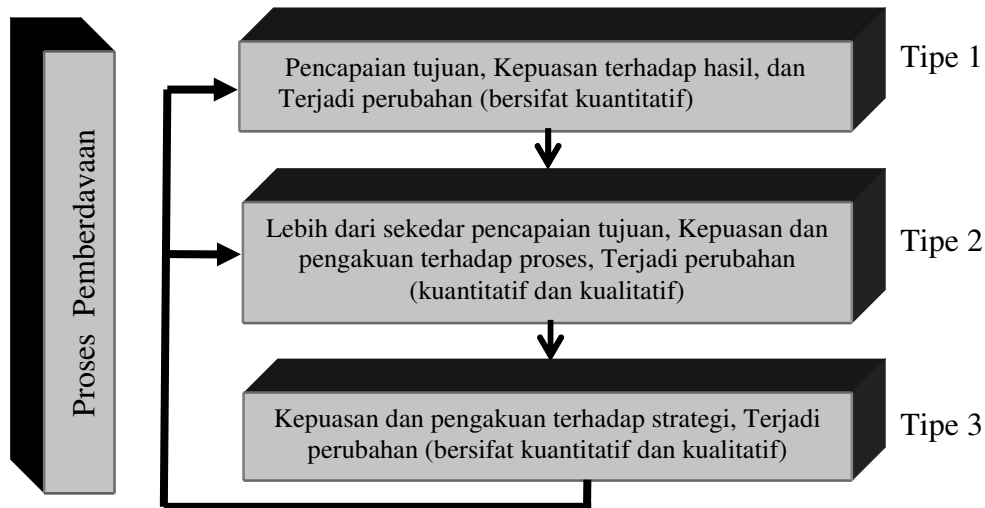 Proses Pemberdavaan
Pencapaian tujuan, Kepuasan terhadap hasil, dan
Terjadi perubahan (bersifat kuantitatif)
Tipe 1
Lebih dari sekedar pencapaian tujuan, Kepuasan dan
pengakuan terhadap proses, Terjadi perubahan
(kuantitatif dan kualitatif)
Tipe 2
Kepuasan dan pengakuan terhadap strategi, Terjadi
perubahan (bersifat kuantitatif dan kualitatif)
Tipe 3